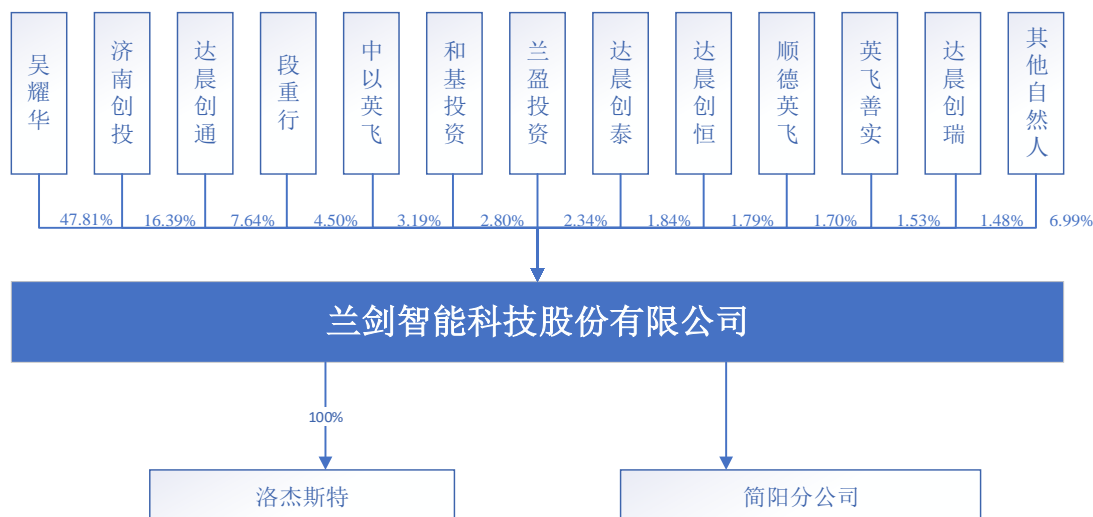 吴耀华
济南创投
达晨创通
段重行
中以英飞
和基投资
兰盈投资
达晨创泰
达晨创恒
顺德英飞
英飞善实
达晨创瑞
其他自然人
47.81%
16.39%
7.64%
4.50%
3.19%
2.80%
2.34%
1.84%
1.79%
1.70%
1.53%
1.48%
6.99%
兰剑智能科技股份有限公司
100%
洛杰斯特
简阳分公司